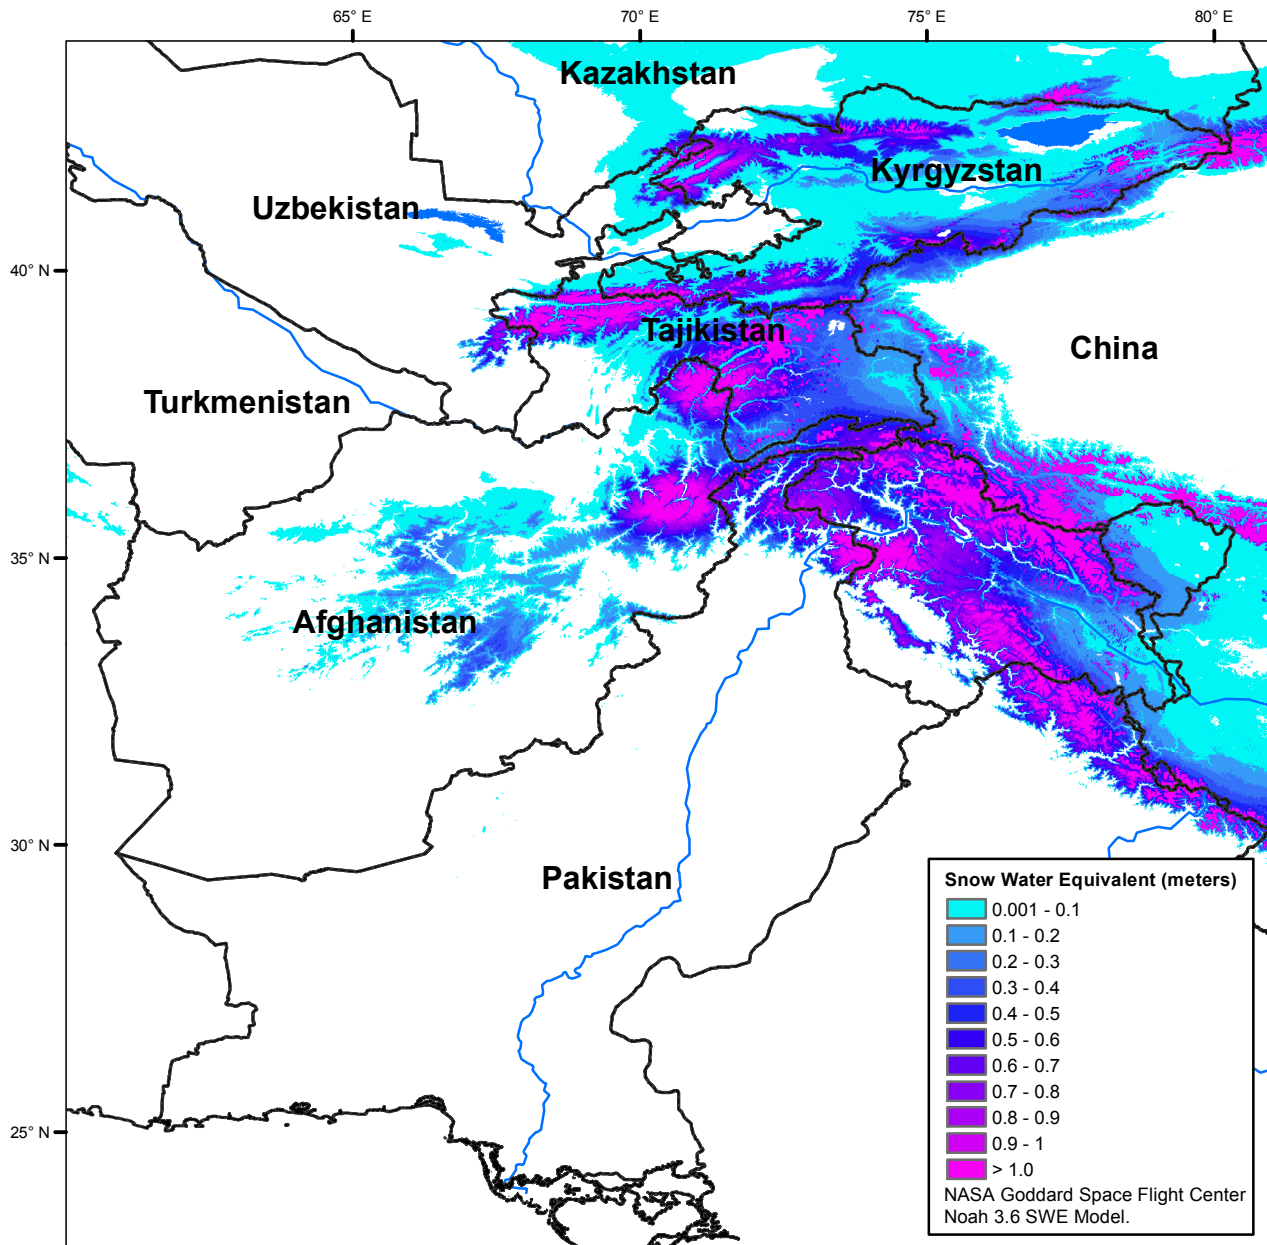 65° E
70° E
75° E
80° E
Kazakhstan
Kyrgyzstan
Uzbekistan
40° N
Tajikistan
China
Turkmenistan
35° N
Afghanistan
30° N
Pakistan
25° N
Snow Water Equivalent (meters)
0.001 - 0.1
0.1 - 0.2
0.2 - 0.3
0.3 - 0.4
0.4 - 0.5
0.5 - 0.6
0.6 - 0.7
0.7 - 0.8
0.8 - 0.9
0.9 - 1
> 1.0
NASA Goddard Space Flight Center
Noah 3.6 SWE Model.